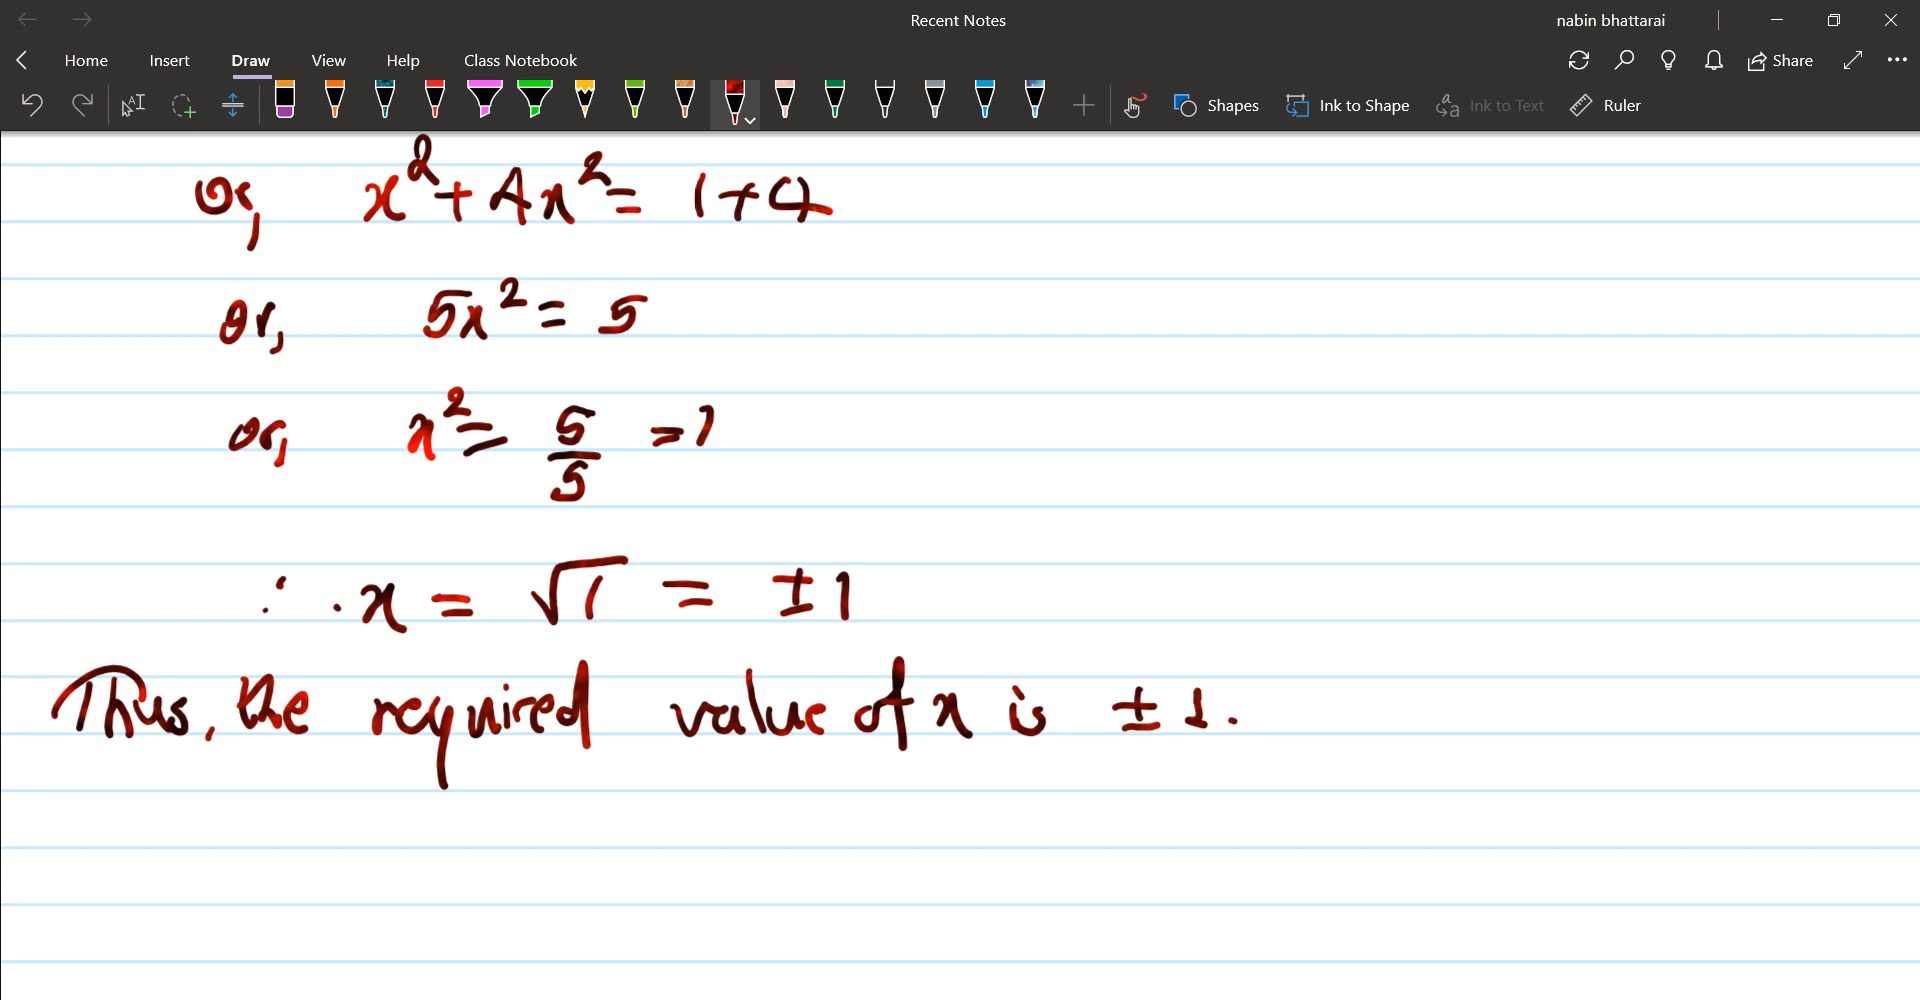 Recent Notes
nabin bhattarai
Home Insert Draw View Help Class Notebook Share
Shapes Ink to Shape Ink to Text Ruler
or, x²+4x²= 1+4
or, 5x²= 5
or, x²= 5/5 =1
∴ x = √1 = ±1
Thus, the required value of x is ±1.